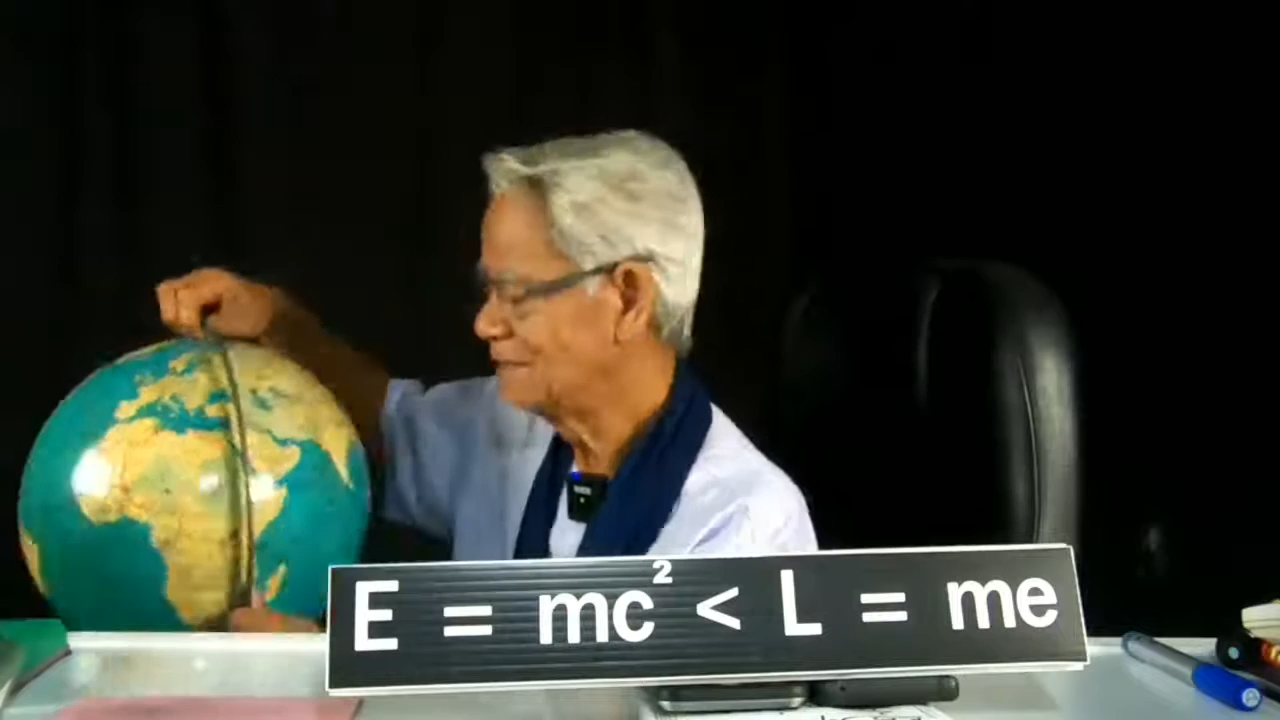 E = mc² < L = me